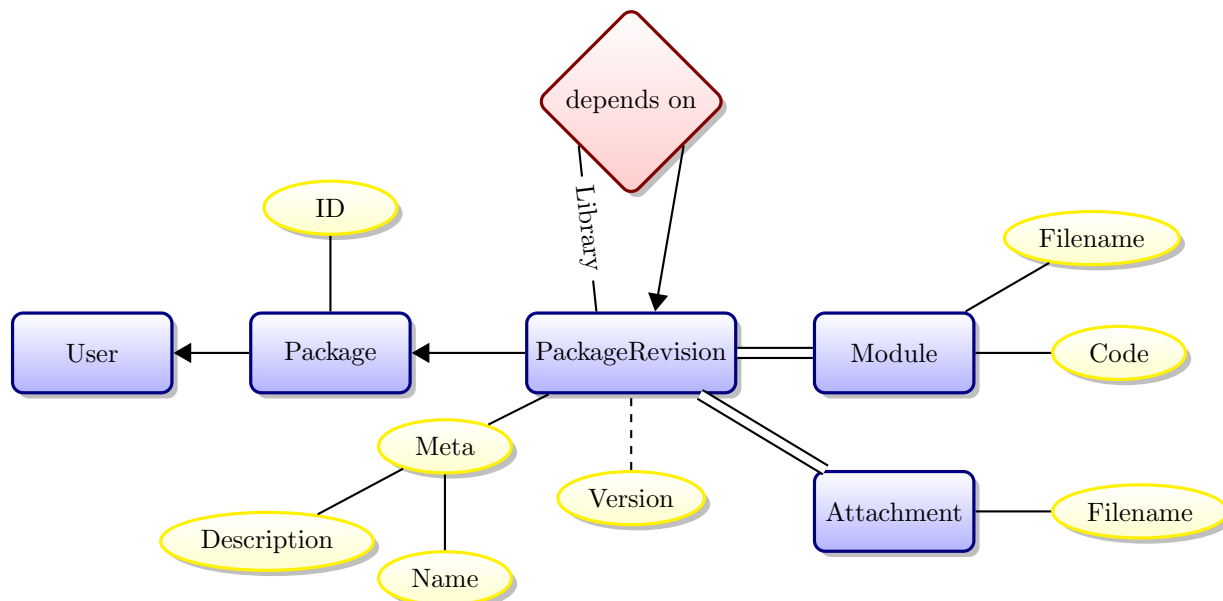 depends on
Library
ID
Filename
User
Package
PackageRevision
Module
Code
Meta
Version
Attachment
Filename
Description
Name